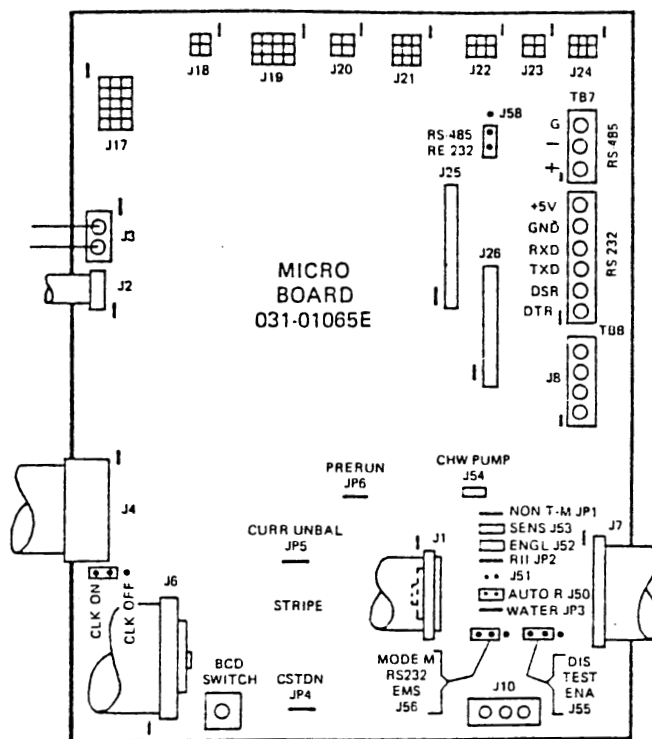 J18
J19
J20
J21
J22
J23
J24
J17
J58
RS-485
RE 232
TB7
G
−
+
RS 485
J25
J3
J2
+5V
GND
RXD
TXD
DSR
DTR
RS 232
J26
MICRO
BOARD
031-01065E
TB8
J8
PRERUN
JP6
CHW PUMP
J54
J4
CURR UNBAL
JP5
J1
NON T-M JP1
SENS J53
ENGL J52
RII JP2
J51
AUTO R J50
WATER JP3
J7
CLK ON
CLK OFF
J6
STRIPE
BCD
SWITCH
CSTDN
JP4
MODE M
RS232
EMS
J56
J10
DIS
TEST
ENA
J55